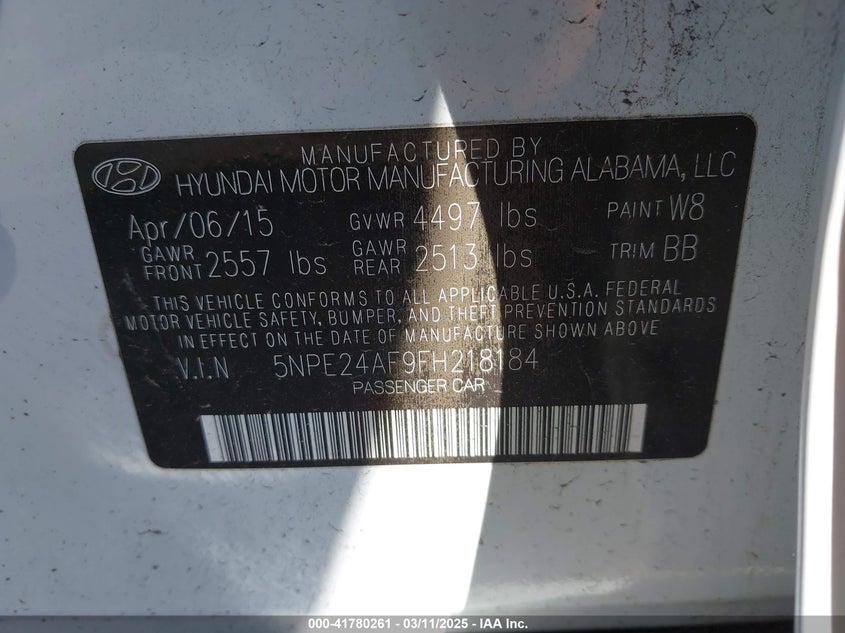 MANUFACTURED BY
HYUNDAI MOTOR MANUFACTURING ALABAMA, LLC
Apr/06/15 GVWR 4497 lbs PAINT W8
GAWR FRONT 2557 lbs GAWR REAR 2513 lbs TRIM BB
THIS VEHICLE CONFORMS TO ALL APPLICABLE U.S.A. FEDERAL
MOTOR VEHICLE SAFETY, BUMPER, AND THEFT PREVENTION STANDARDS
IN EFFECT ON THE DATE OF MANUFACTURE SHOWN ABOVE
V.I.N 5NPE24AF9FH218184
PASSENGER CAR
000-41780261 - 03/11/2025 - IAA Inc.